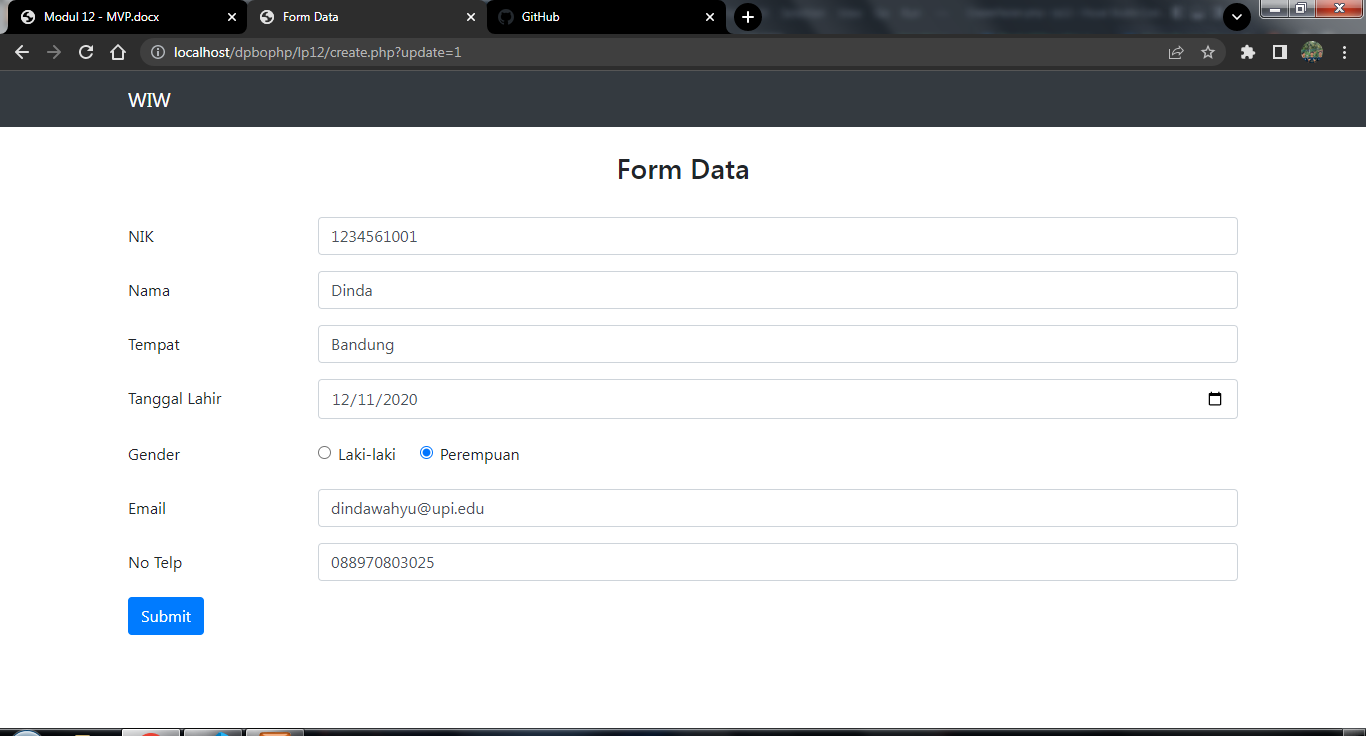 Modul 12 - MVP.docx
Form Data
GitHub
localhost/dpbophp/lp12/create.php?update=1
WIW
Form Data
NIK 1234561001
Nama Dinda
Tempat Bandung
Tanggal Lahir 12/11/2020
Gender Laki-laki Perempuan
Email dindawahyu@upi.edu
No Telp 088970803025
Submit